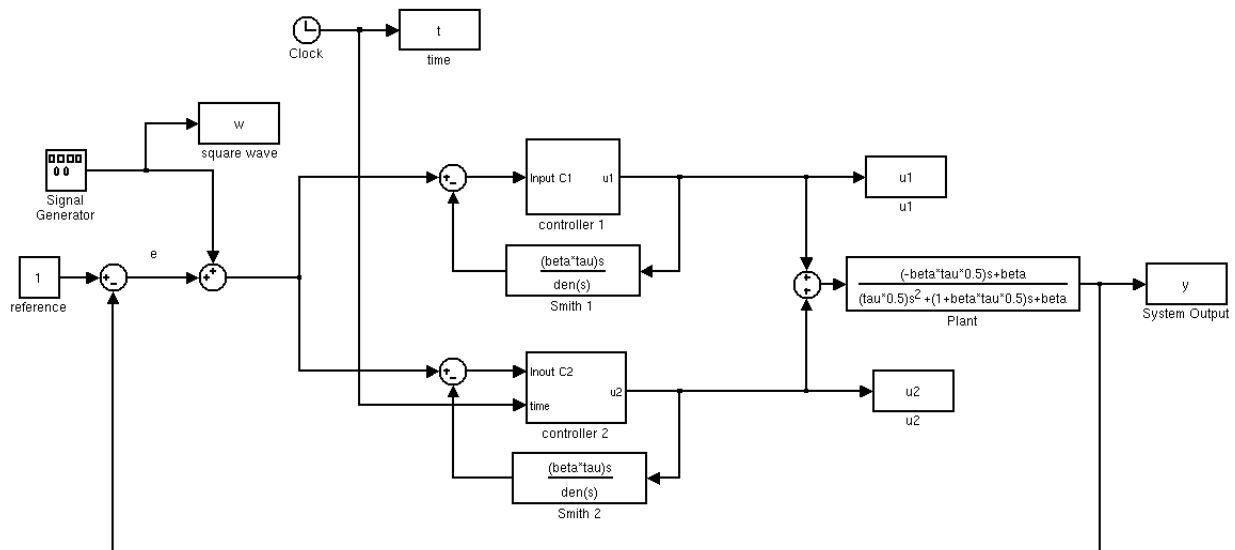 t
Clock
time
w
square wave
Signal
Generator
e
1
reference
Input C1
u1
controller 1
(beta*tau)s
den(s)
Smith 1
u1
u1
(-beta*tau*0.5)s+beta
(tau*0.5)s2+(1+beta*tau*0.5)s+beta
Plant
y
System Output
Inout C2
u2
time
controller 2
(beta*tau)s
den(s)
Smith 2
u2
u2